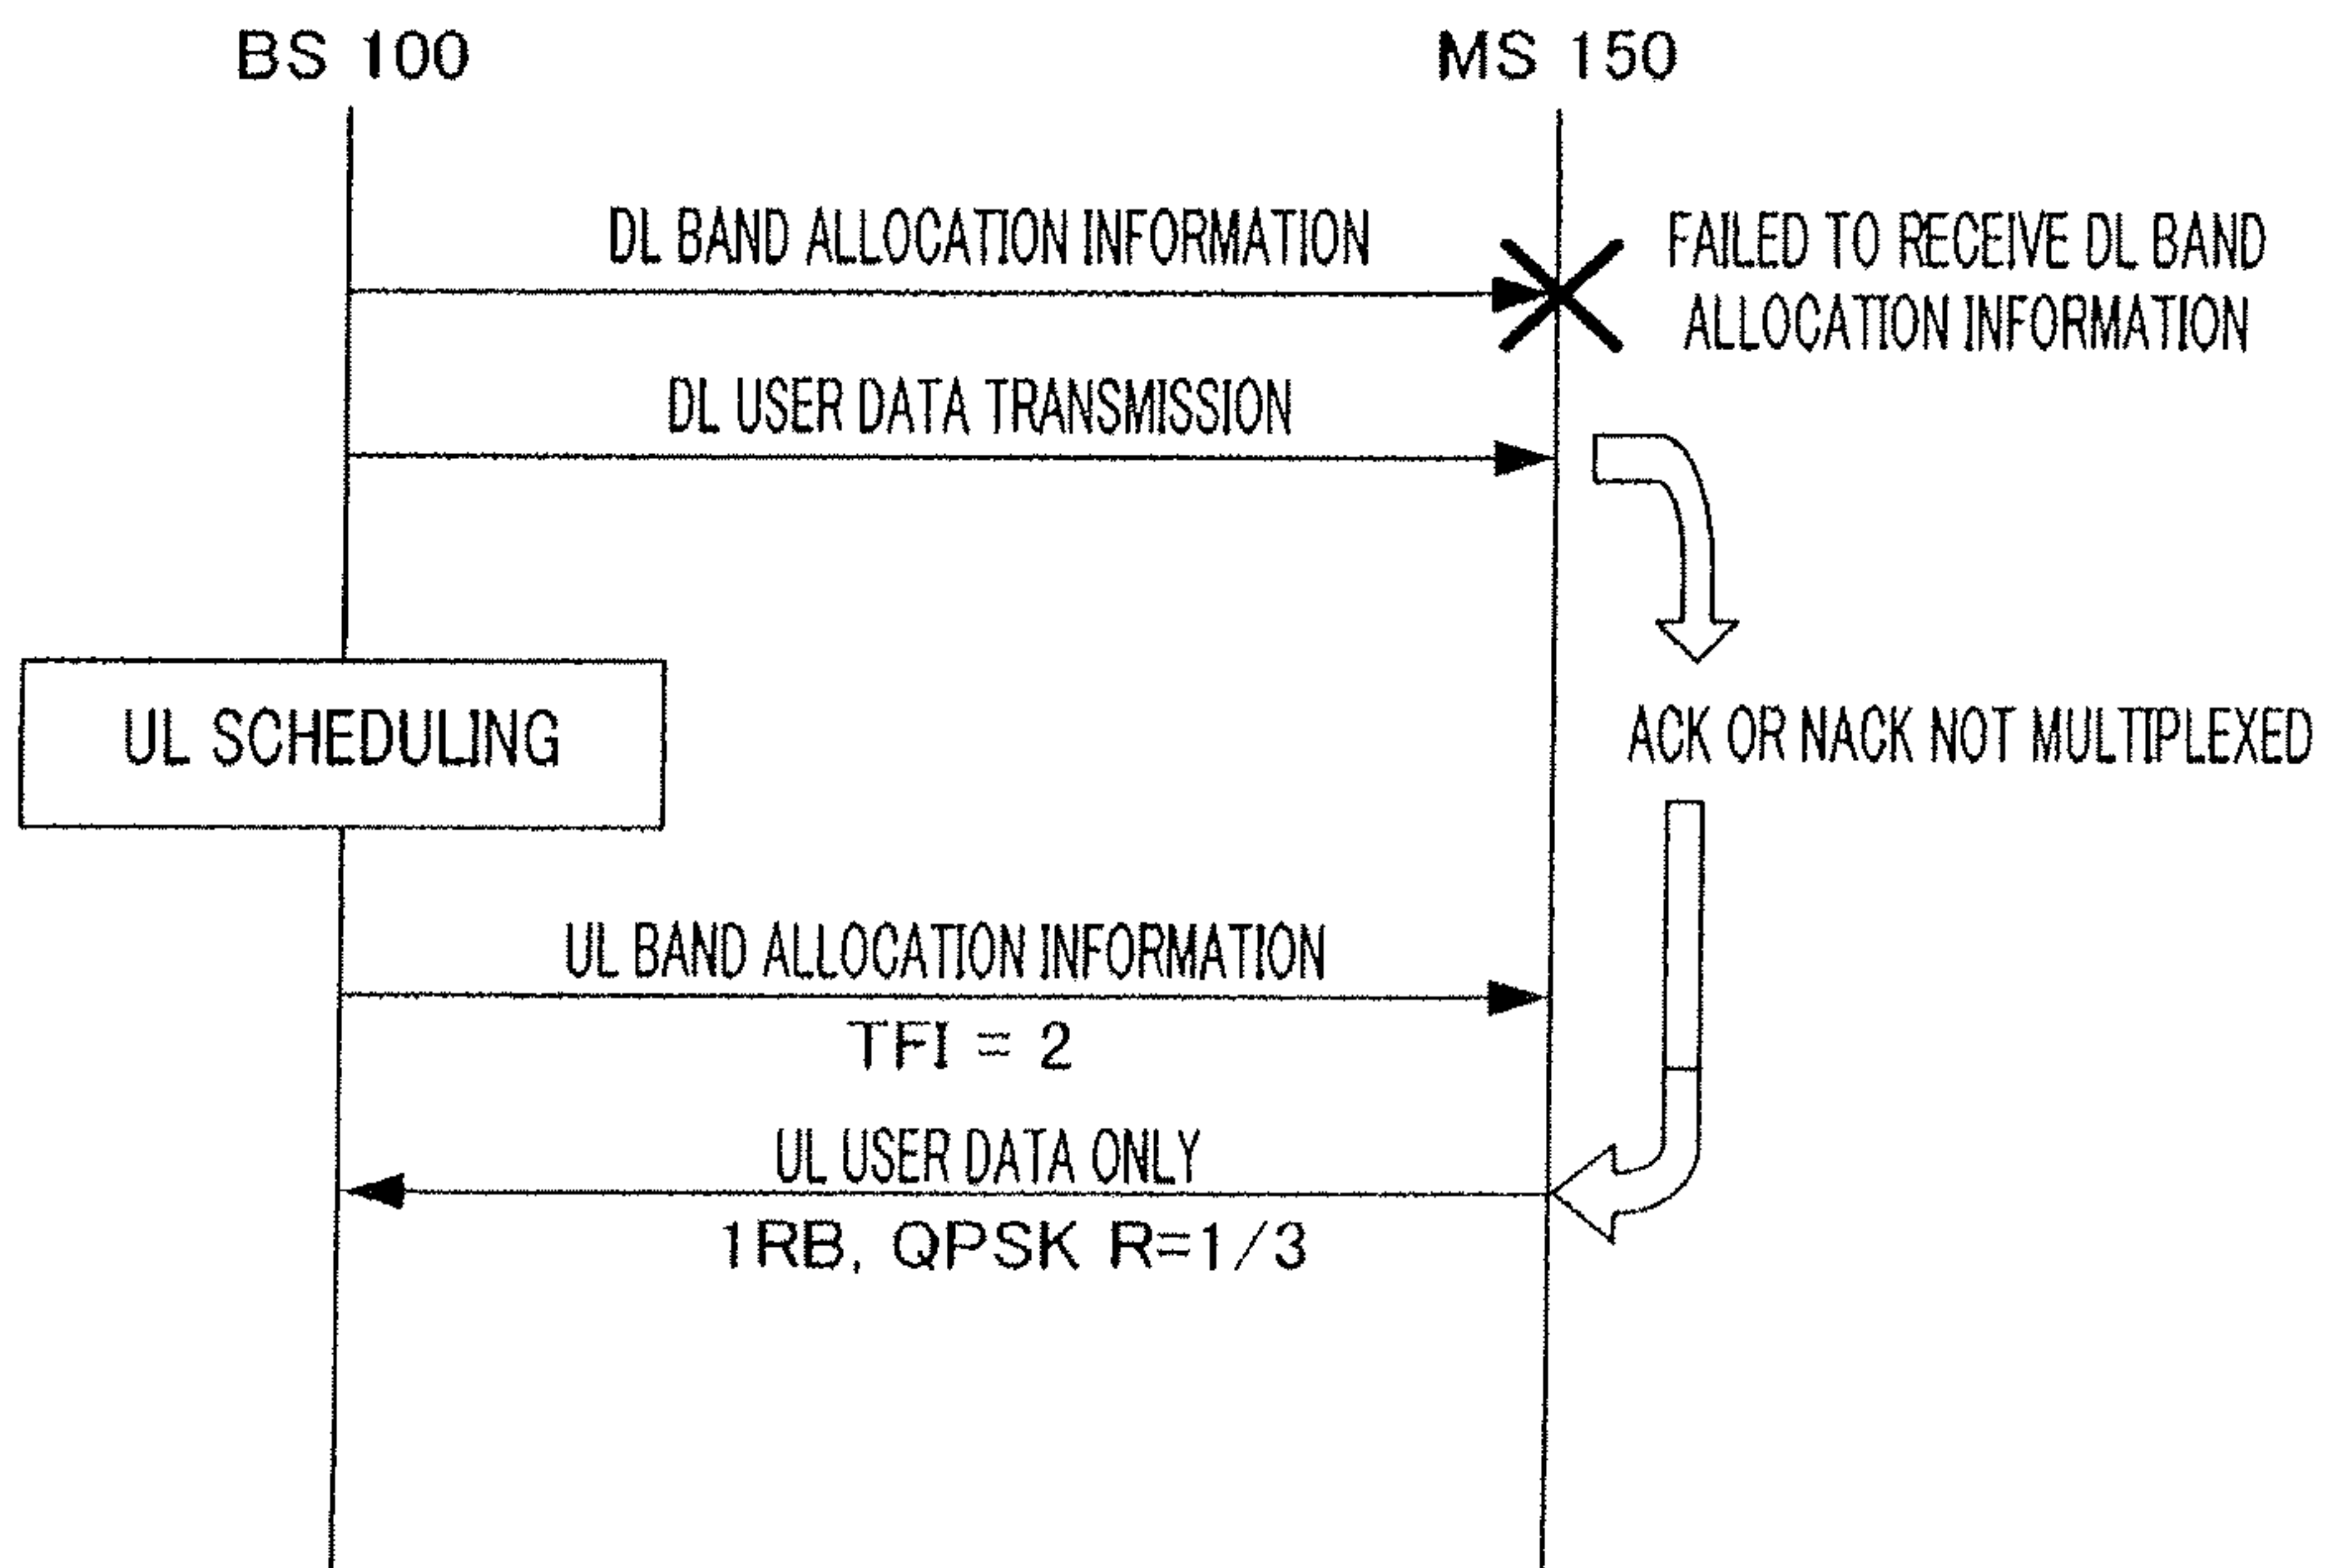 BS 100
MS 150
DL BAND ALLOCATION INFORMATION
FAILED TO RECEIVE DL BAND
ALLOCATION INFORMATION
DL USER DATA TRANSMISSION
UL SCHEDULING
ACK OR NACK NOT MULTIPLEXED
UL BAND ALLOCATION INFORMATION
TFI = 2
UL USER DATA ONLY
1RB, QPSK R=1/3